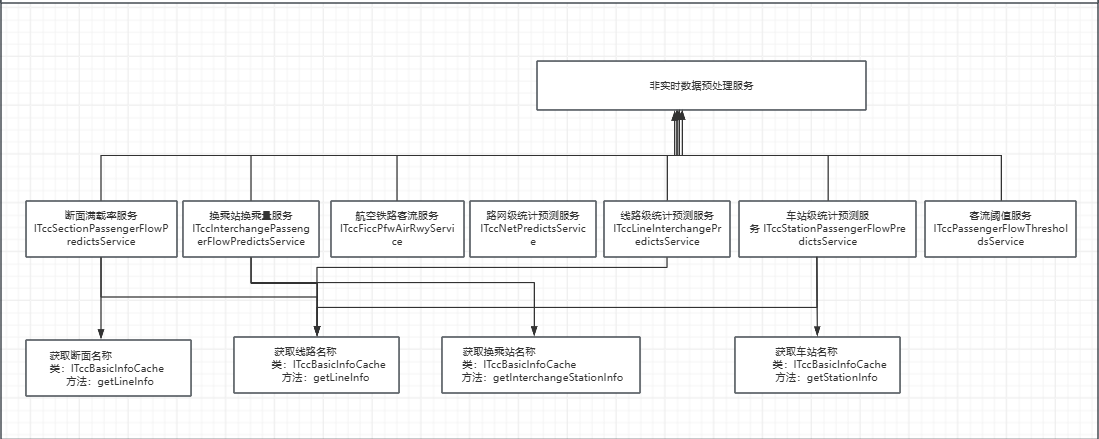 非实时数据预处理服务
断面满载率服务
ITccSectionPassengerFlowP
redictsService
换乘站换乘量服务
ITccInterchangePasseng
erFlowPredictsService
航空铁路客流服务
ITccFiccPfwAirRwyServi
ce
路网级统计预测服务
ITccNetPredictsServic
e
线路级统计预测服务
ITccLineInterchangePr
edictsService
车站级统计预测服
务 ITccStationPassengerFlowPre
dictsService
客流阈值服务
ITccPassengerFlowThreshol
dsService
获取断面名称
类：ITccBasicInfoCache
方法：getLineInfo
获取线路名称
类：ITccBasicInfoCache
方法：getLineInfo
获取换乘站名称
类：ITccBasicInfoCache
方法：getInterchangeStationInfo
获取车站名称
类：ITccBasicInfoCache
方法：getStationInfo